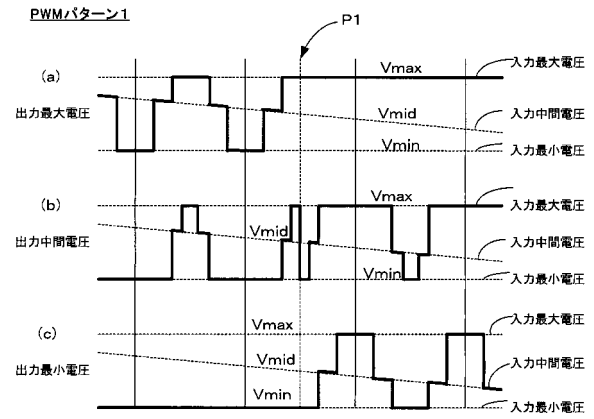 PWMパターン1
P1
(a)
出力最大電圧
Vmax
Vmid
Vmin
入力最大電圧
入力中間電圧
入力最小電圧
(b)
出力中間電圧
Vmax
Vmid
Vmin
入力最大電圧
入力中間電圧
入力最小電圧
(c)
出力最小電圧
Vmax
Vmid
Vmin
入力最大電圧
入力中間電圧
入力最小電圧